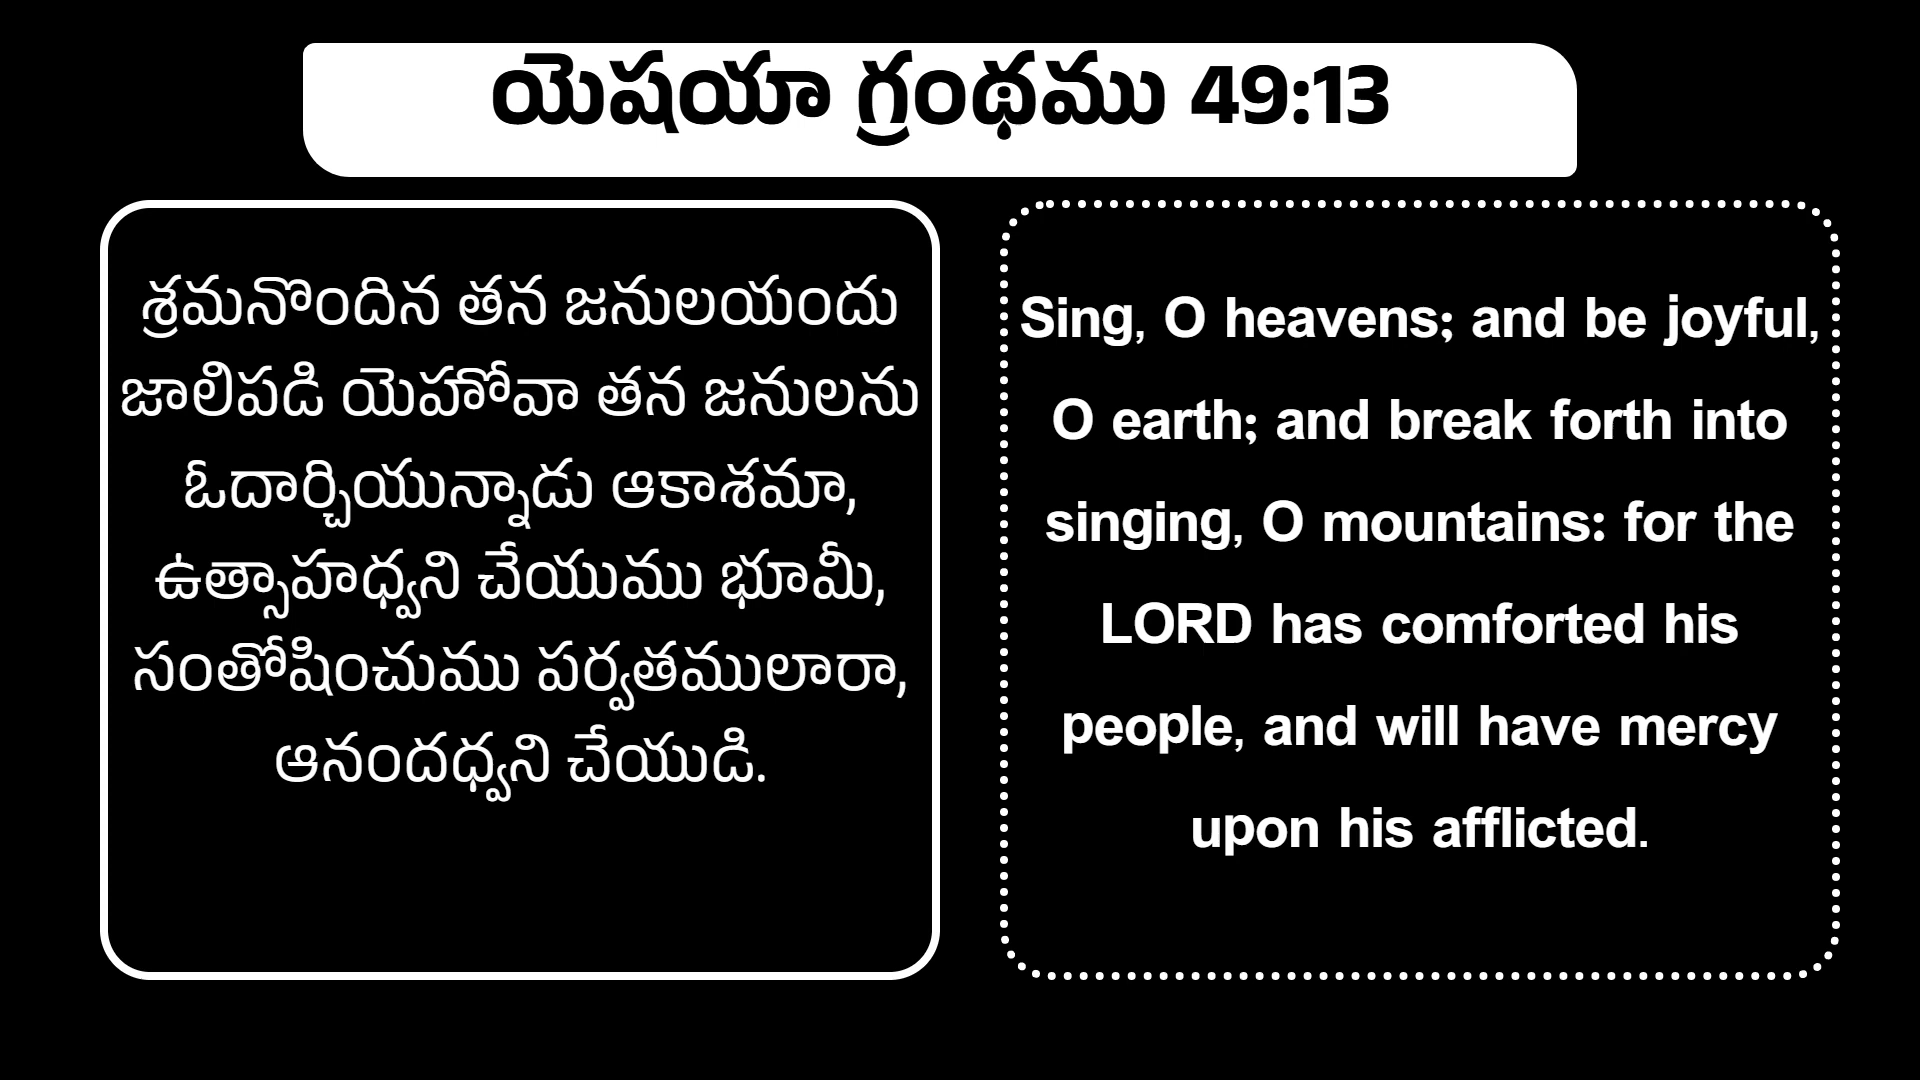 యెషయా గ్రంథము 49:13
శ్రమనొందిన తన జనులయందు
జాలిపడి యెహోవా తన జనులను
ఓదార్చియున్నాడు ఆకాశమా,
ఉత్సాహధ్వని చేయుము భూమీ,
సంతోషించుము పర్వతములారా,
ఆనందధ్వని చేయుడి.
Sing, O heavens; and be joyful,
O earth; and break forth into
singing, O mountains: for the
LORD has comforted his
people, and will have mercy
upon his afflicted.